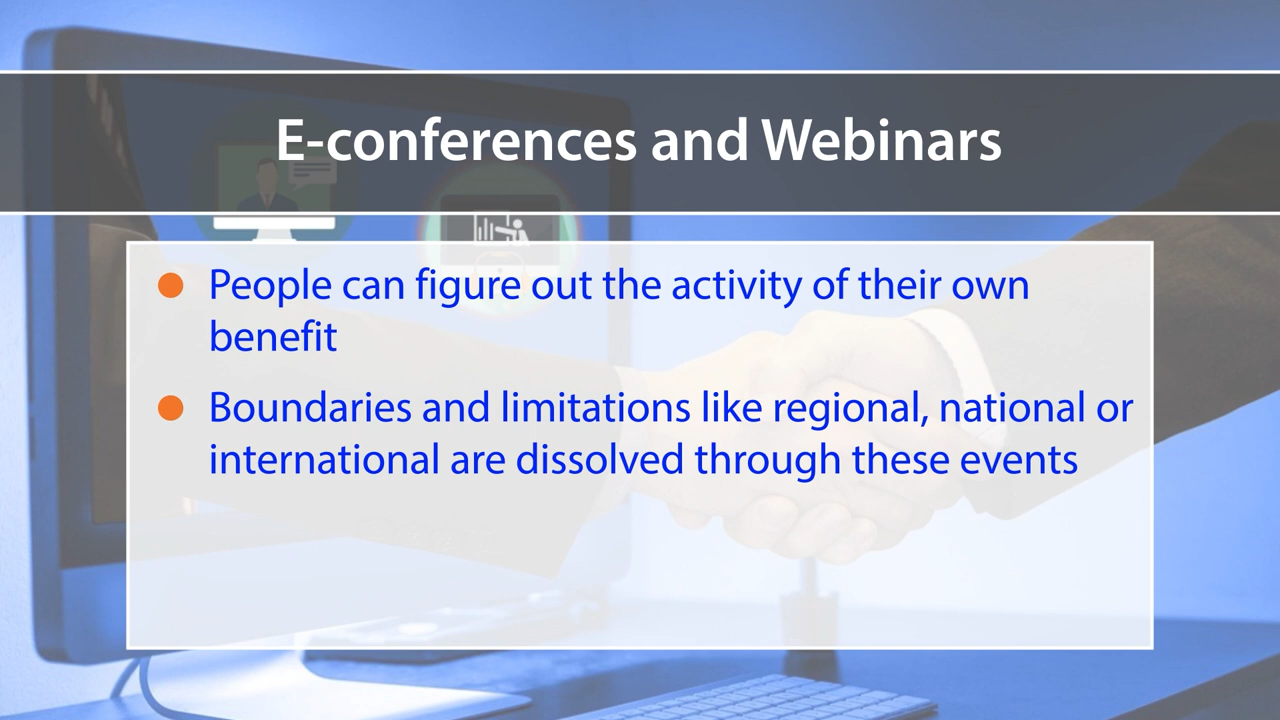 E-conferences and Webinars
People can figure out the activity of their own
benefit
Boundaries and limitations like regional, national or
international are dissolved through these events